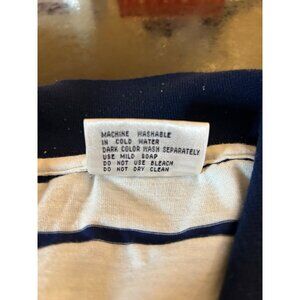 MACHINE WASHABLE
IN COLD WATER
DARK COLOR WASH SEPARATELY
USE MILD SOAP
DO NOT USE BLEACH
DO NOT DRY CLEAN